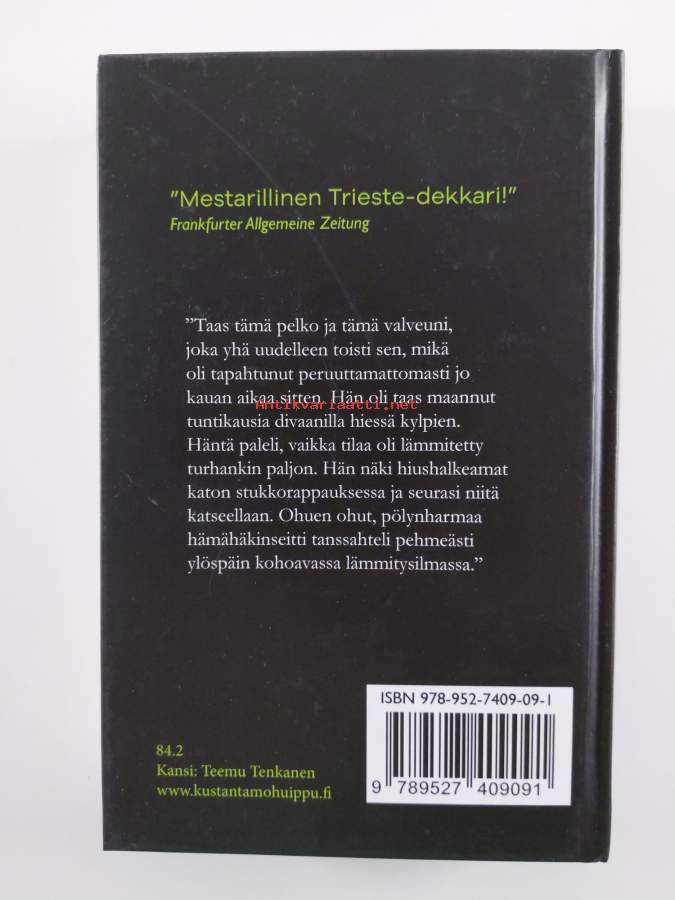 "Mestarillinen Trieste-dekkari!"
Frankfurter Allgemeine Zeitung
”Taas tämä pelko ja tämä valveuni,
joka yhä uudelleen toisti sen, mikä
oli tapahtunut peruuttamattomasti jo
kauan aikaa sitten. Hän oli taas maannut
Antikvariaatti.net
tuntikausia divaanilla hiessä kylpien.
Häntä paleli, vaikka tilaa oli lämmitetty
turhankin paljon. Hän näki hiushalkeamat
katon stukkorappauksessa ja seurasi niitä
katseellaan. Ohuen ohut, pölynharmaa
hämähäkinseitti tanssahteli pehmeästi
ylöspäin kohoavassa lämmitysilmassa.”
ISBN 978-952-7409-09-1
84.2
Kansi: Teemu Tenkanen
www.kustantamohuippu.fi
9 789527 409091